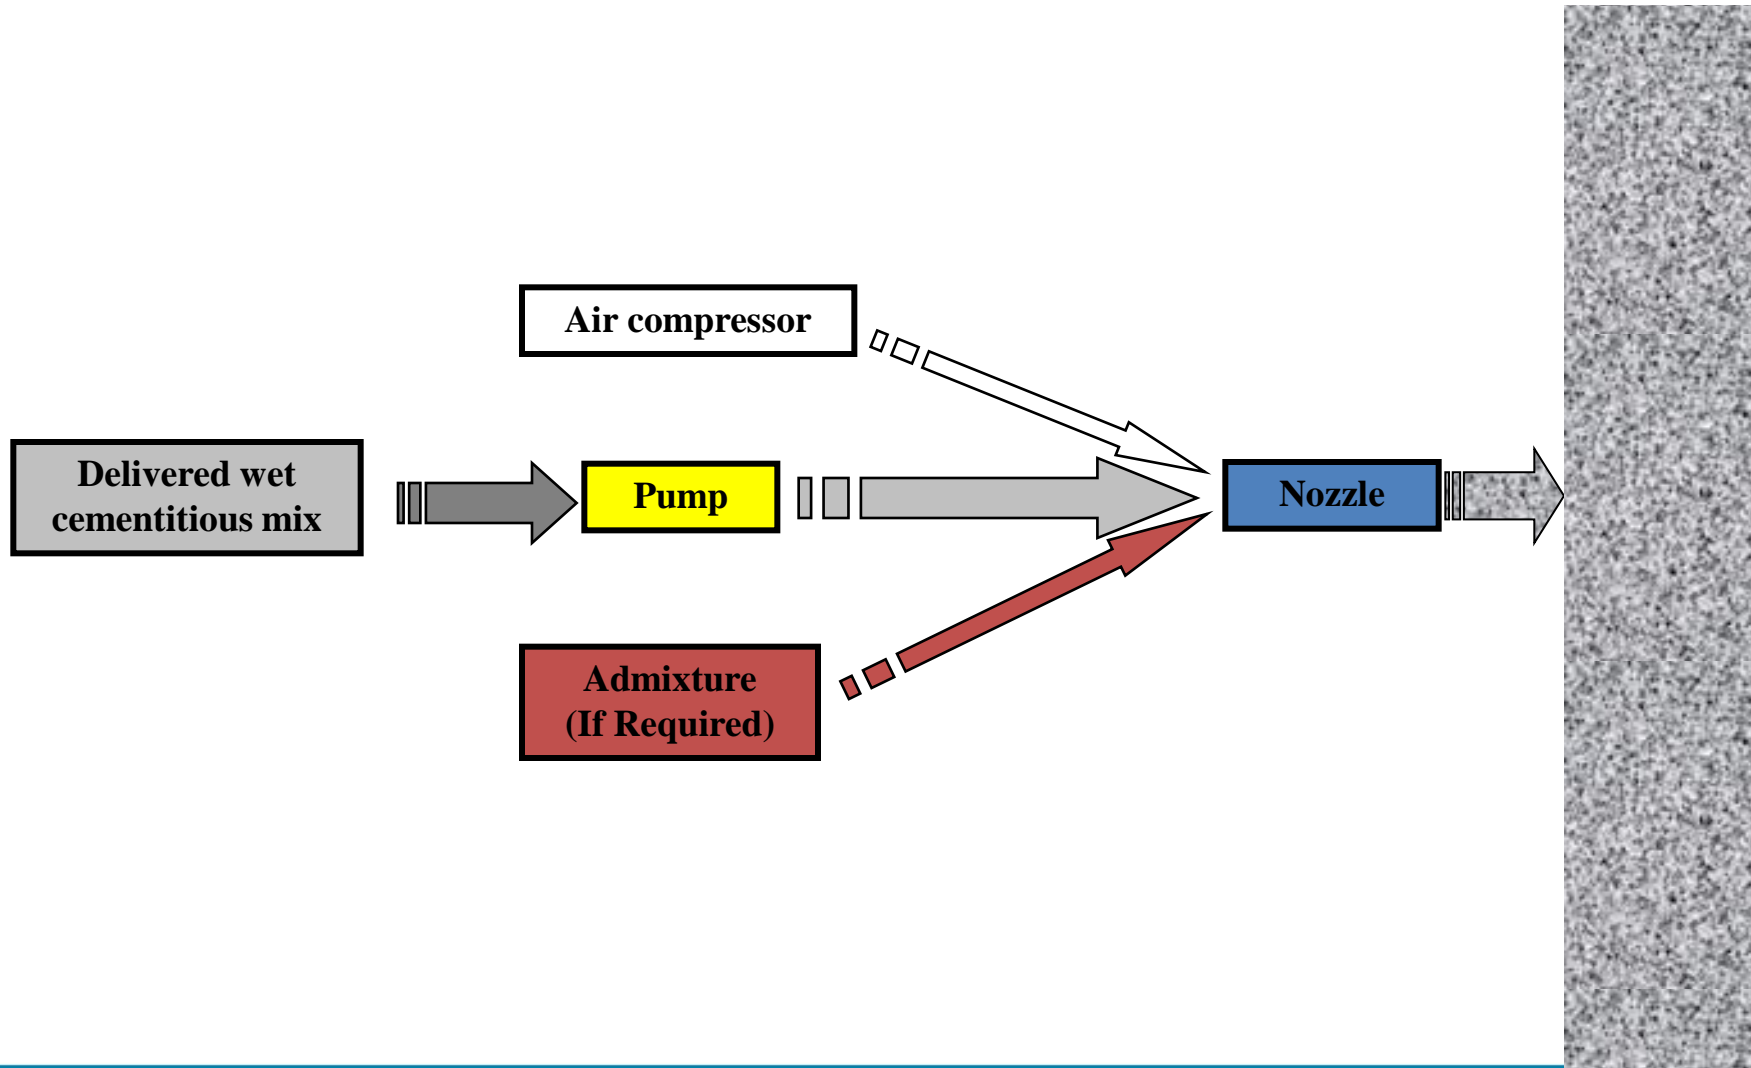 Air compressor
Delivered wet
cementitious mix
Pump
Nozzle
Admixture
(If Required)